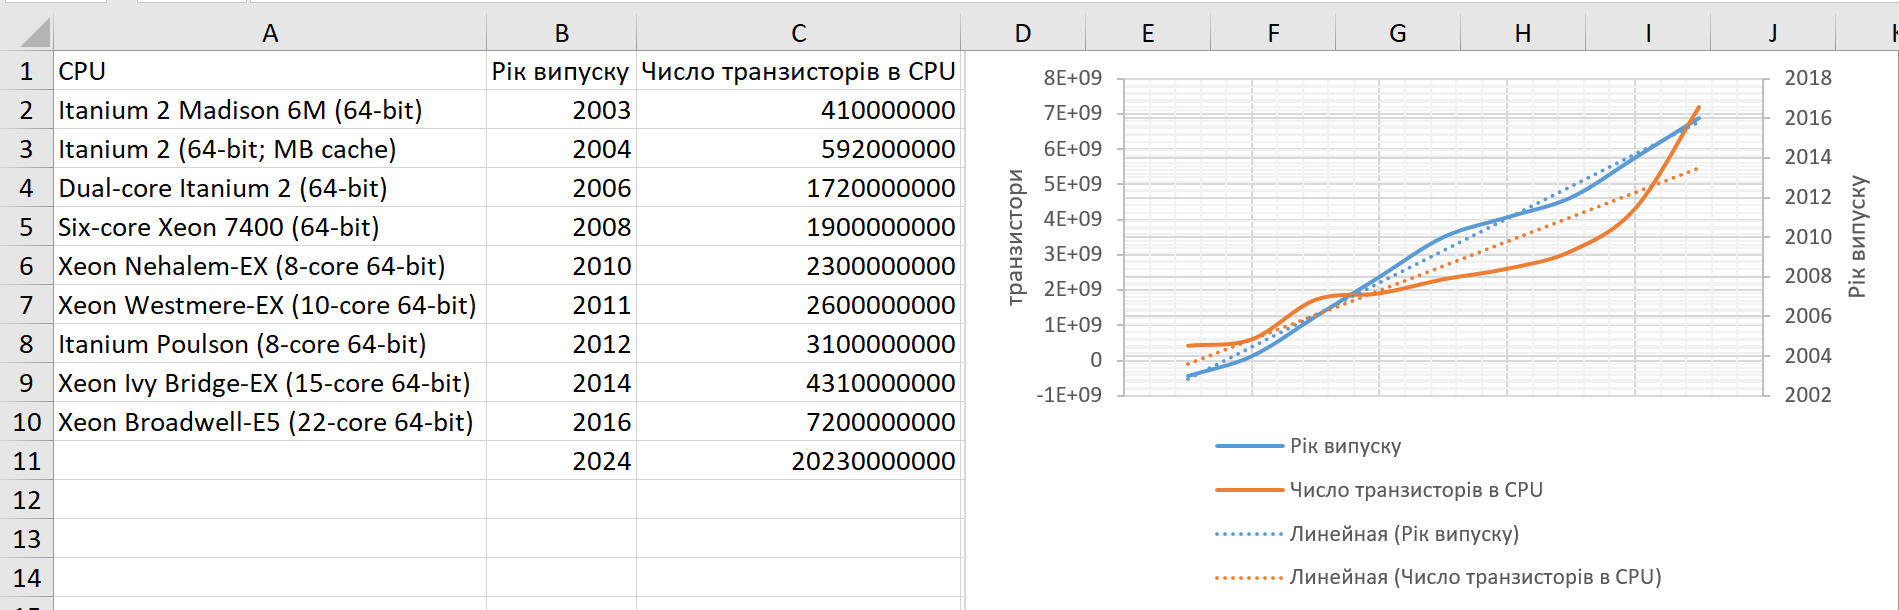 A B C D E F G H I J
1 CPU Рік випуску Число транзисторів в CPU
2 Itanium 2 Madison 6M (64-bit) 2003 410000000
3 Itanium 2 (64-bit; MB cache) 2004 592000000
4 Dual-core Itanium 2 (64-bit) 2006 1720000000
5 Six-core Xeon 7400 (64-bit) 2008 1900000000
6 Xeon Nehalem-EX (8-core 64-bit) 2010 2300000000
7 Xeon Westmere-EX (10-core 64-bit) 2011 2600000000
8 Itanium Poulson (8-core 64-bit) 2012 3100000000
9 Xeon Ivy Bridge-EX (15-core 64-bit) 2014 4310000000
10 Xeon Broadwell-E5 (22-core 64-bit) 2016 7200000000
11 2024 20230000000
12
13
14
транзистори
8E+09
7E+09
6E+09
5E+09
4E+09
3E+09
2E+09
1E+09
0
-1E+09
2018
2016
2014
2012
2010
2008
2006
2004
2002
Рік випуску
Рік випуску
Число транзисторів в CPU
Линейная (Рік випуску)
Линейная (Число транзисторів в CPU)